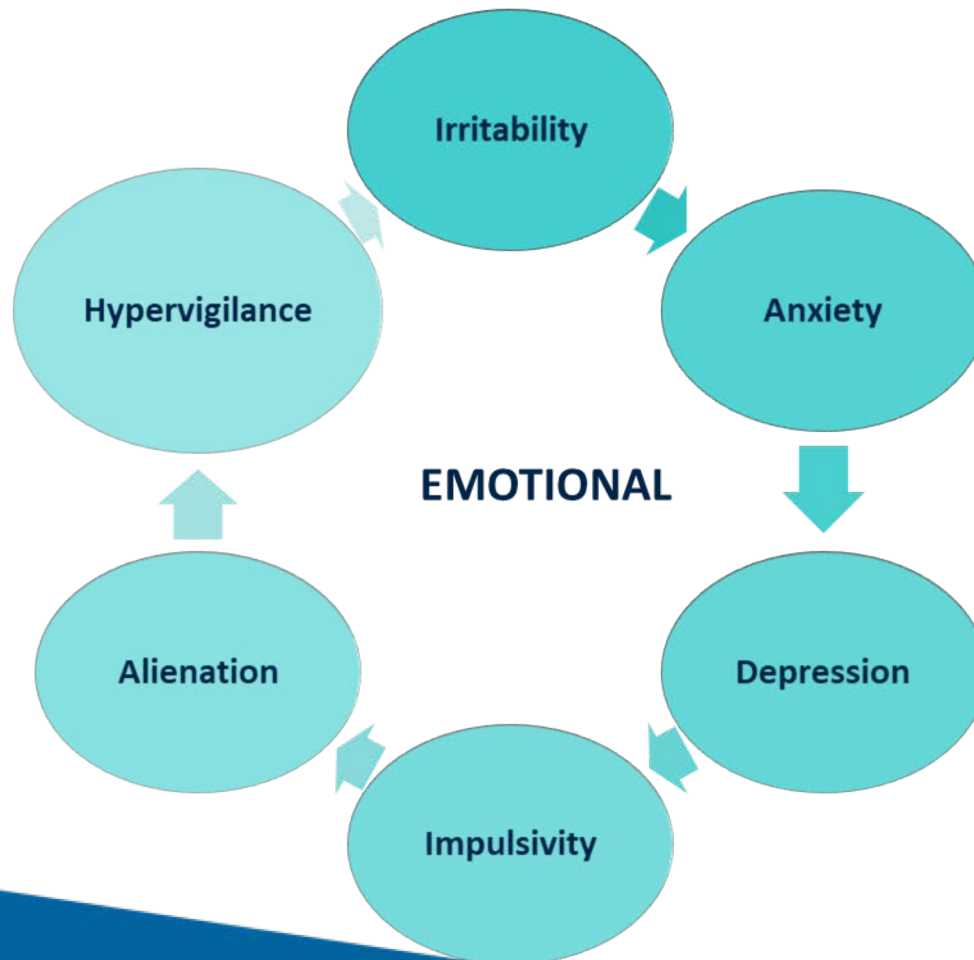 Irritability
Anxiety
Depression
Impulsivity
Alienation
Hypervigilance
EMOTIONAL